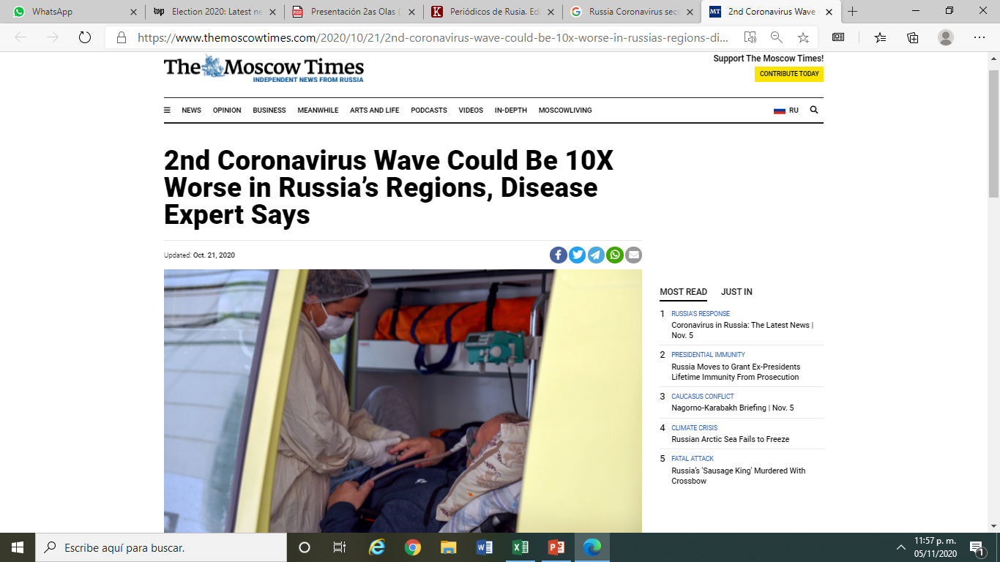 WhatsApp
Election 2020: Latest ne
Presentación 2as Olas (
Periódicos de Rusia. Edi
Russia Coronavirus seco
2nd Coronavirus Wave
https://www.themoscowtimes.com/2020/10/21/2nd-coronavirus-wave-could-be-10x-worse-in-russias-regions-di...
The Moscow Times
INDEPENDENT NEWS FROM RUSSIA
Support The Moscow Times!
CONTRIBUTE TODAY
NEWS OPINION BUSINESS MEANWHILE ARTS AND LIFE PODCASTS VIDEOS IN-DEPTH MOSCOWLIVING RU
2nd Coronavirus Wave Could Be 10X
Worse in Russia’s Regions, Disease
Expert Says
Updated: Oct. 21, 2020
MOST READ JUST IN
1 RUSSIA'S RESPONSE
Coronavirus in Russia: The Latest News |
Nov. 5
2 PRESIDENTIAL IMMUNITY
Russia Moves to Grant Ex-Presidents
Lifetime Immunity From Prosecution
3 CAUCASUS CONFLICT
Nagorno-Karabakh Briefing | Nov. 5
4 CLIMATE CRISIS
Russian Arctic Sea Fails to Freeze
5 FATAL ATTACK
Russia’s 'Sausage King' Murdered With
Crossbow
Escribe aquí para buscar.
11:57 p. m.
05/11/2020